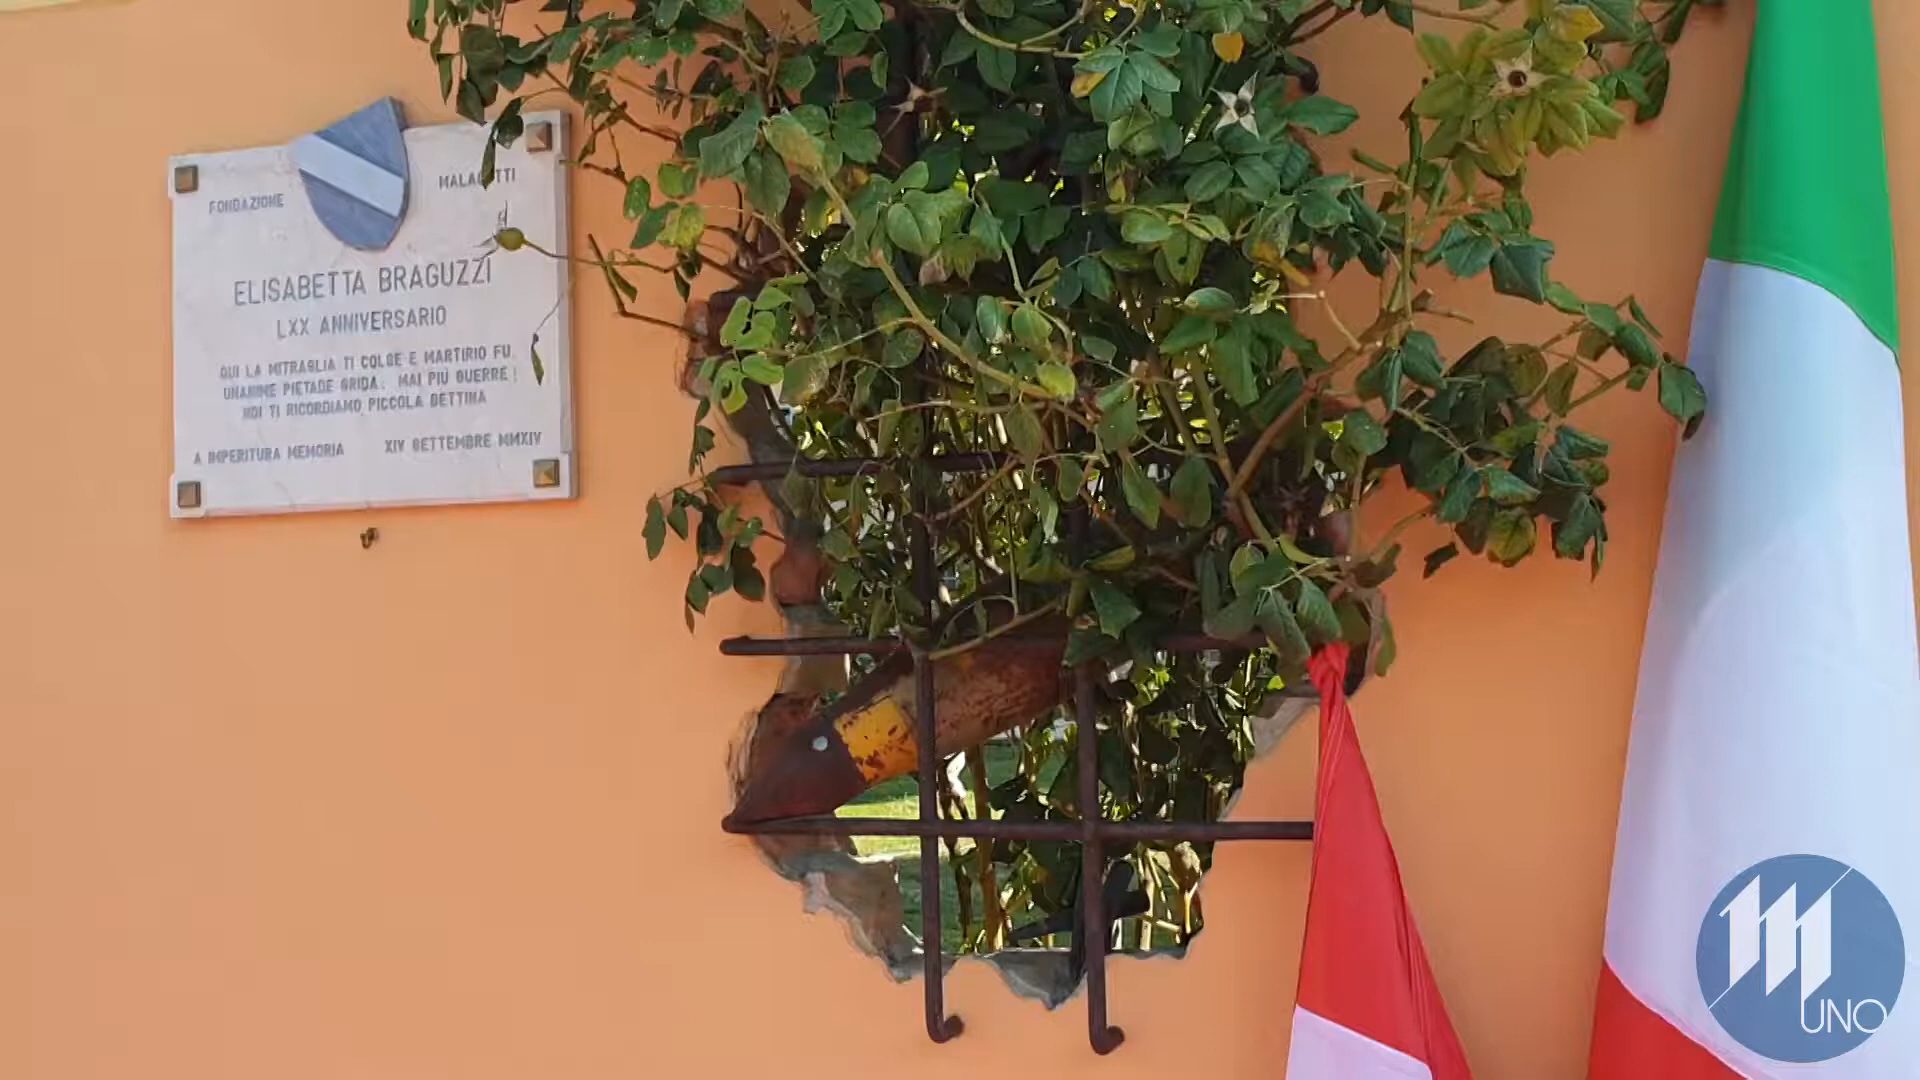 FONDAZIONE MALAGUTTI
ELISABETTA BRAGUZZI
LXX ANNIVERSARIO
QUI LA MITRAGLIA TI COLSE E MARTIRIO FU.
UNANIME PIETADE GRIDA: MAI PIÙ GUERRE!
NOI TI RICORDIAMO PICCOLA BETTINA
A IMPERITURA MEMORIA XIV SETTEMBRE MMXIV
M
UNO